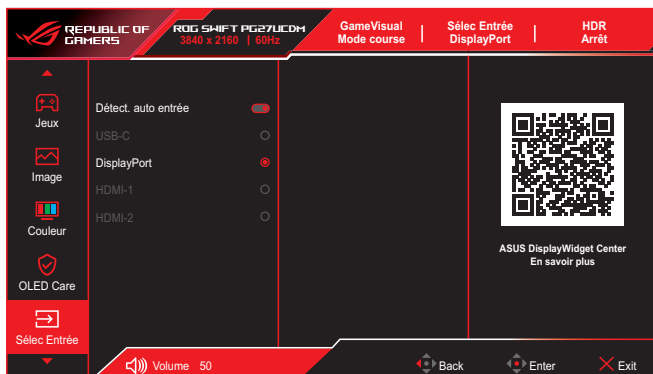 REPUBLIC OF
GAMERS
ROG SWIFT PG27UCDM
3840 x 2160 | 60Hz
GameVisual
Mode course
Sélec Entrée
DisplayPort
HDR
Arrêt
Jeux
Image
Couleur
OLED Care
Sélec Entrée
Détect. auto entrée
USB-C
DisplayPort
HDMI-1
HDMI-2
ASUS DisplayWidget Center
En savoir plus
Volume 50
Back
Enter
Exit